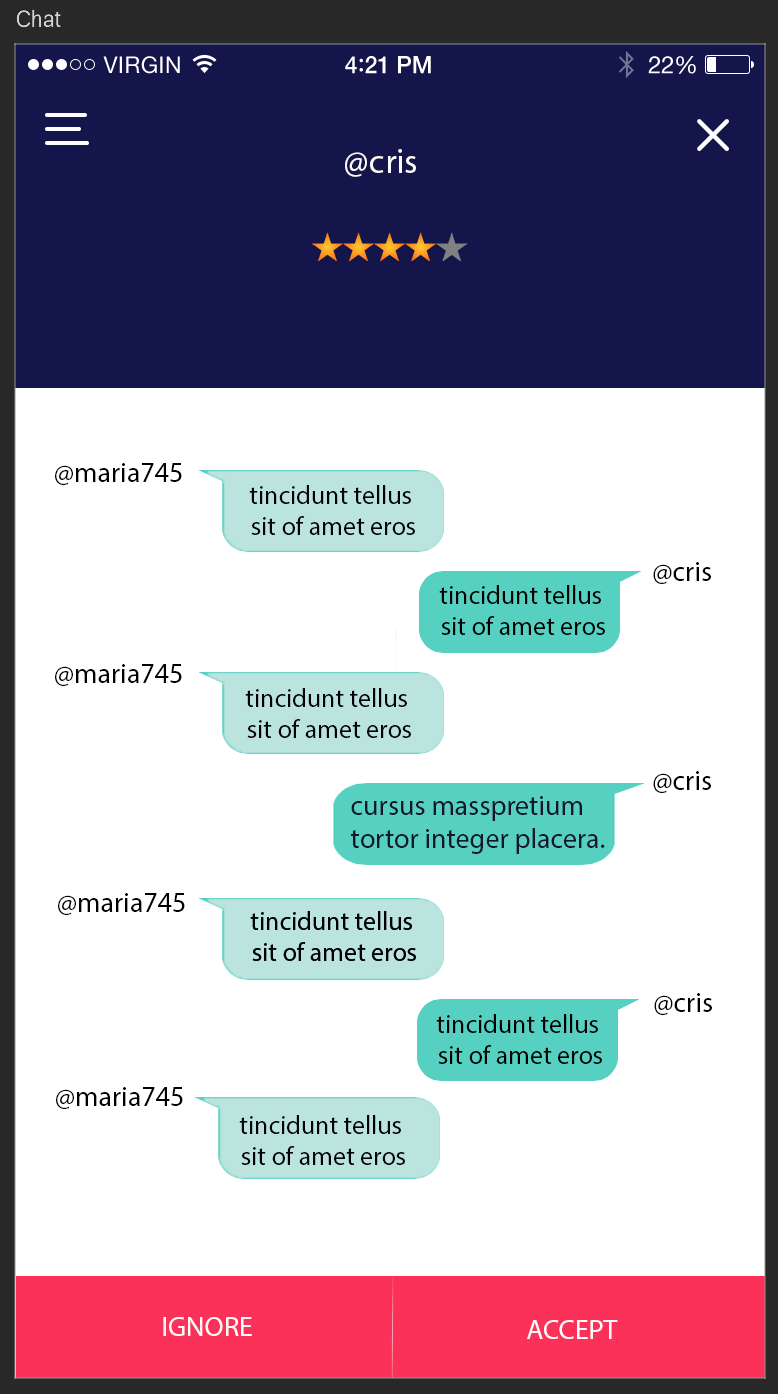 Chat
VIRGIN 4:21 PM 22%
@cris
@maria745
tincidunt tellus
sit of amet eros
@cris
tincidunt tellus
sit of amet eros
@maria745
tincidunt tellus
sit of amet eros
@cris
cursus masspretium
tortor integer placera.
@maria745
tincidunt tellus
sit of amet eros
@cris
tincidunt tellus
sit of amet eros
@maria745
tincidunt tellus
sit of amet eros
IGNORE ACCEPT